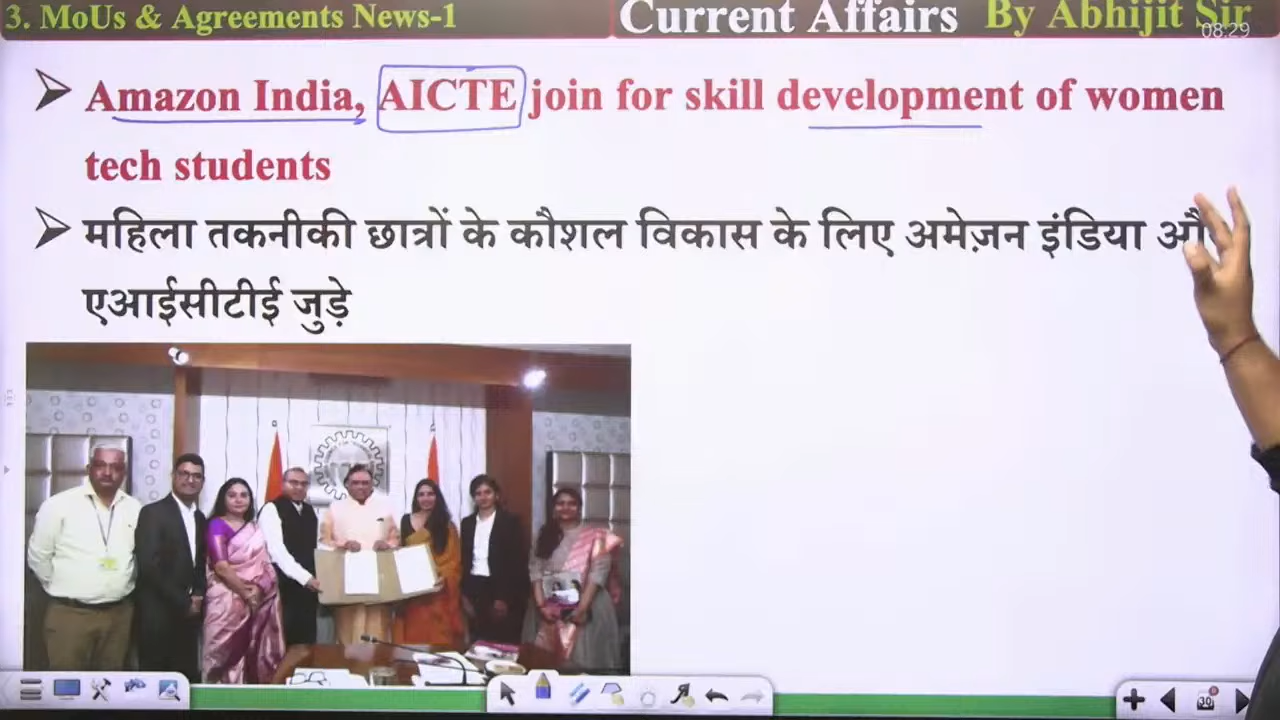 3. MoUs & Agreements News-1
Current Affairs By Abhijit Sir
08:29
Amazon India, AICTE join for skill development of women
tech students
महिला तकनीकी छात्रों के कौशल विकास के लिए अमेज़न इंडिया
एआईसीटीई जुड़े
30